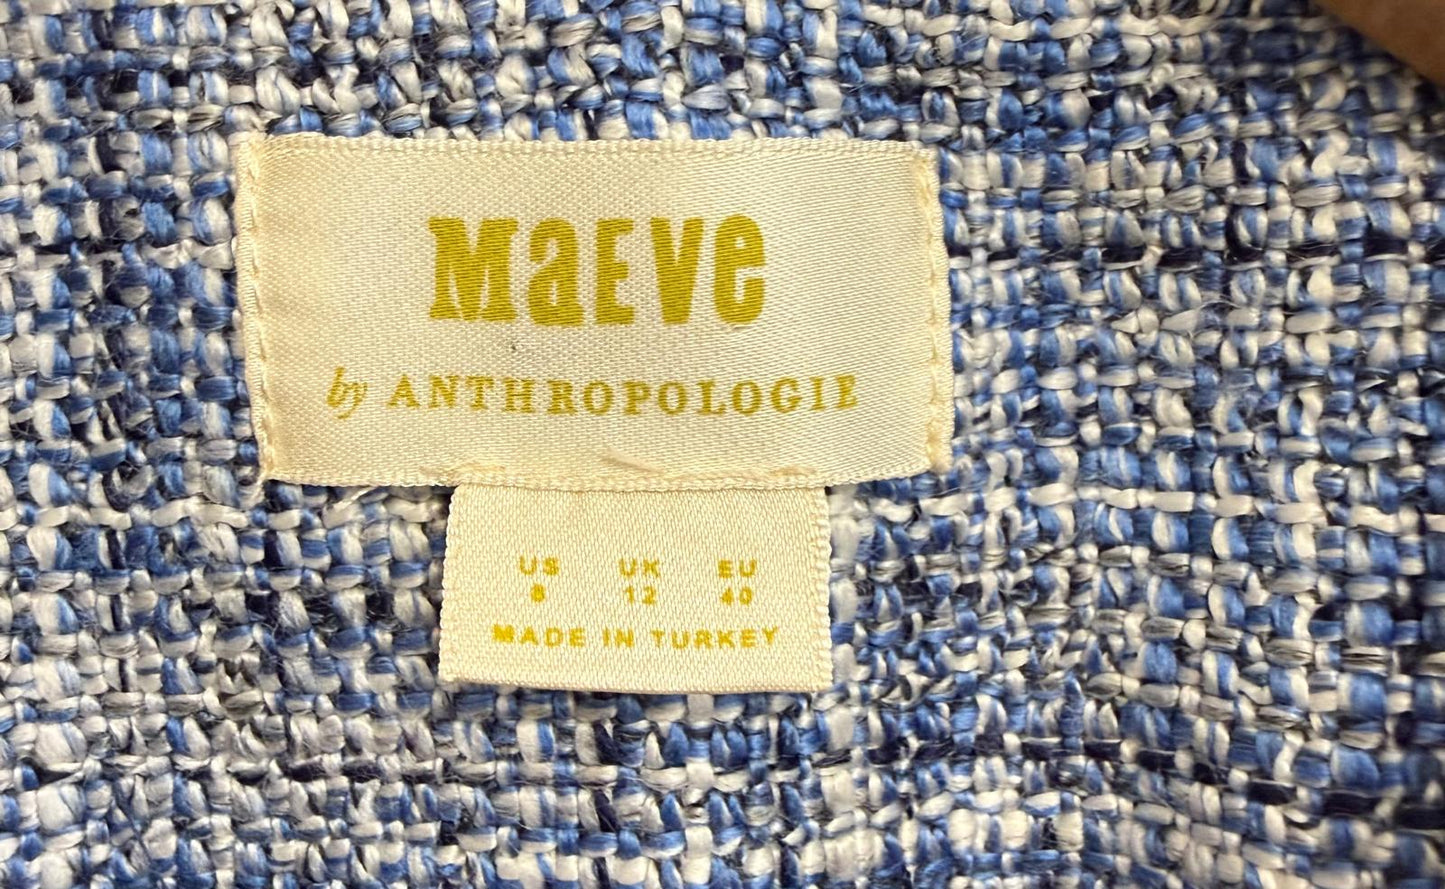 MaEVe
by ANTHROPOLOGIE
US UK EU
8 12 40
MADE IN TURKEY